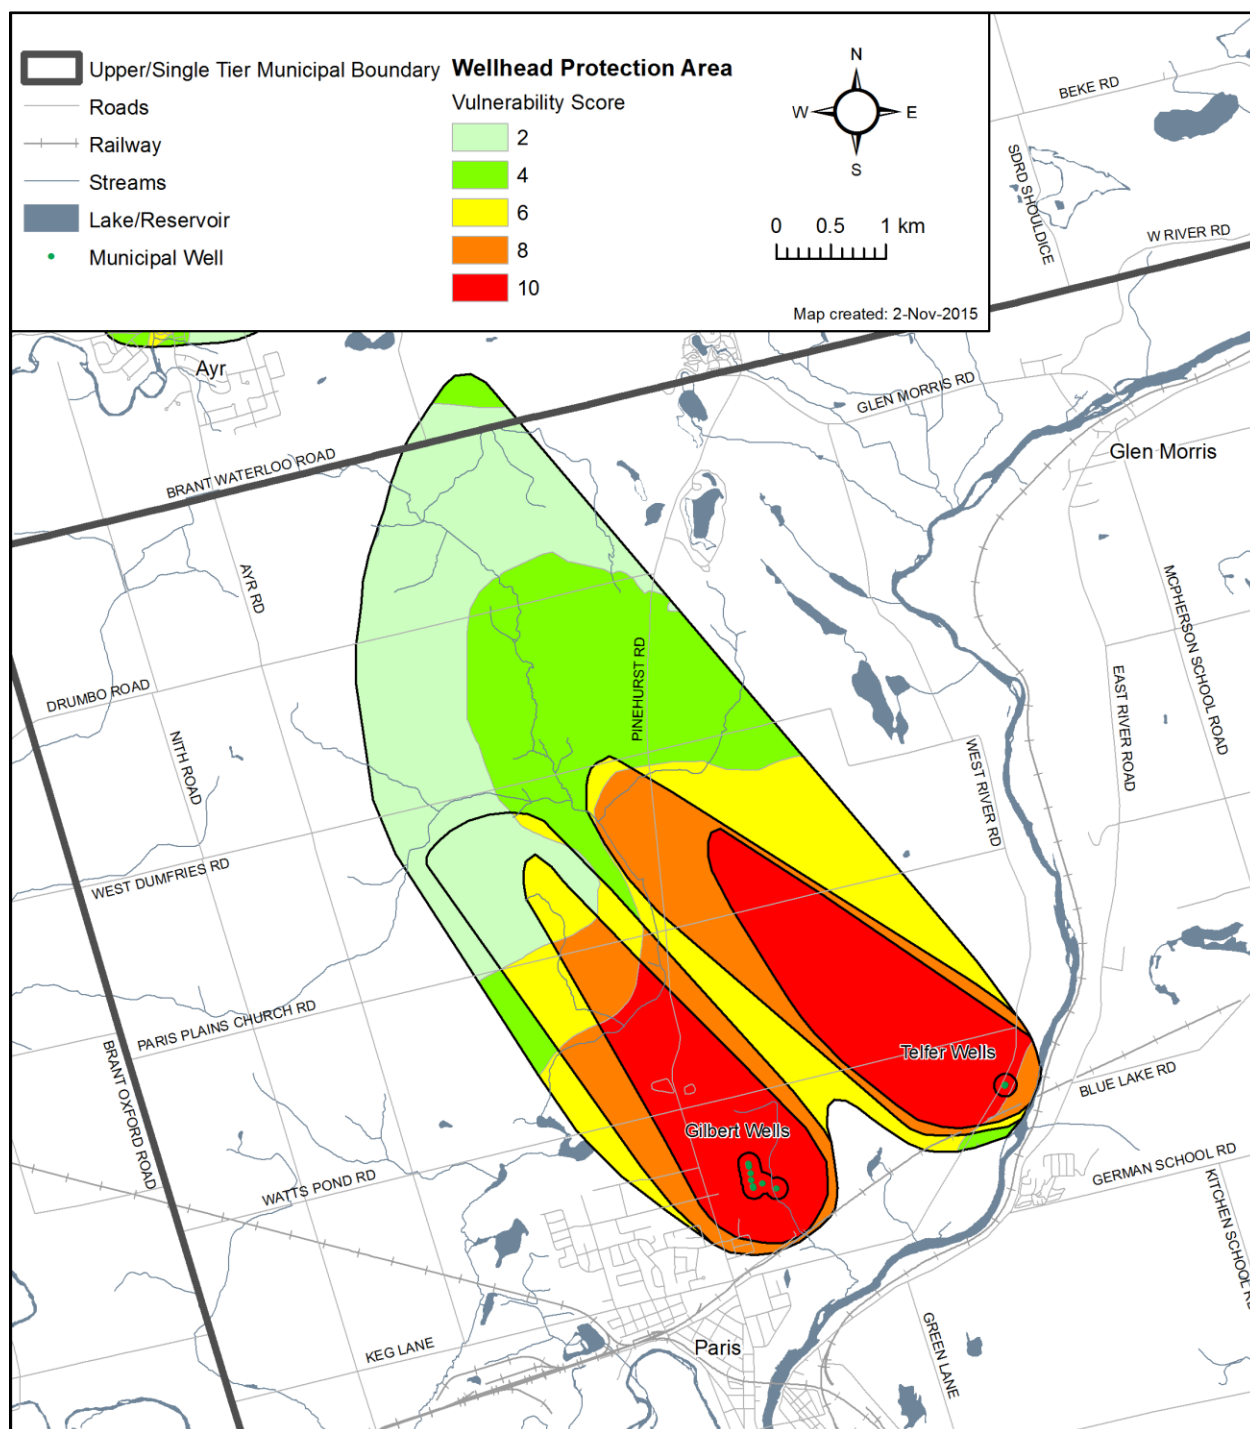 Upper/Single Tier Municipal Boundary
Roads
Railway
Streams
Lake/Reservoir
Municipal Well
Wellhead Protection Area
Vulnerability Score
2
4
6
8
10
N
W E
S
0 0.5 1 km
Map created: 2-Nov-2015
BEKE RD
SDRD SHOULDICE
W RIVER RD
Ayr
GLEN MORRIS RD
Glen Morris
BRANT WATERLOO ROAD
AYR RD
MCPHERSON SCHOOL ROAD
PINEHURST RD
EAST RIVER ROAD
DRUMBO ROAD
NITH ROAD
WEST RIVER RD
WEST DUMFRIES RD
PARIS PLAINS CHURCH RD
BRANT OXFORD ROAD
Telfer Wells
BLUE LAKE RD
Gilbert Wells
GERMAN SCHOOL RD
WATTS POND RD
KITCHEN SCHOOL RD
KEG LANE
Paris
GREEN LANE